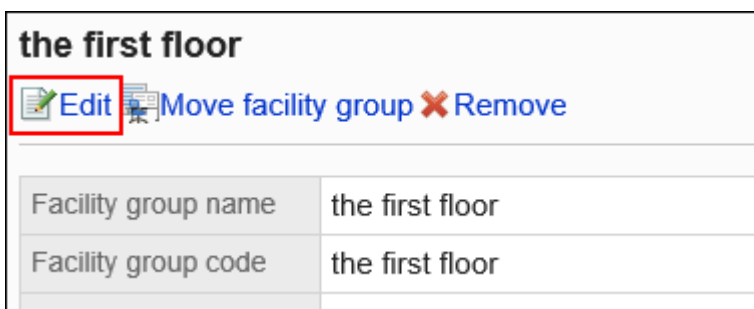 the first floor
Edit Move facility group Remove
Facility group name the first floor
Facility group code the first floor